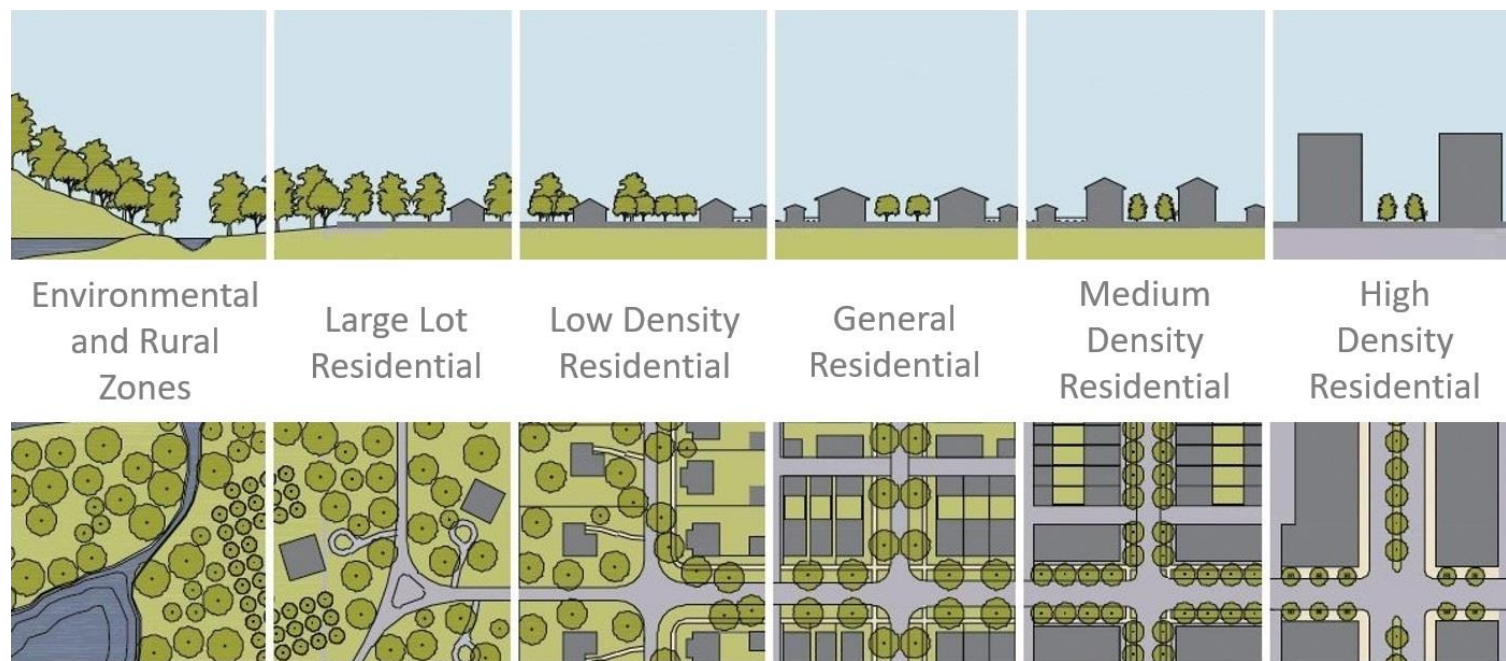 Environmental
and Rural
Zones
Large Lot
Residential
Low Density
Residential
General
Residential
Medium
Density
Residential
High
Density
Residential